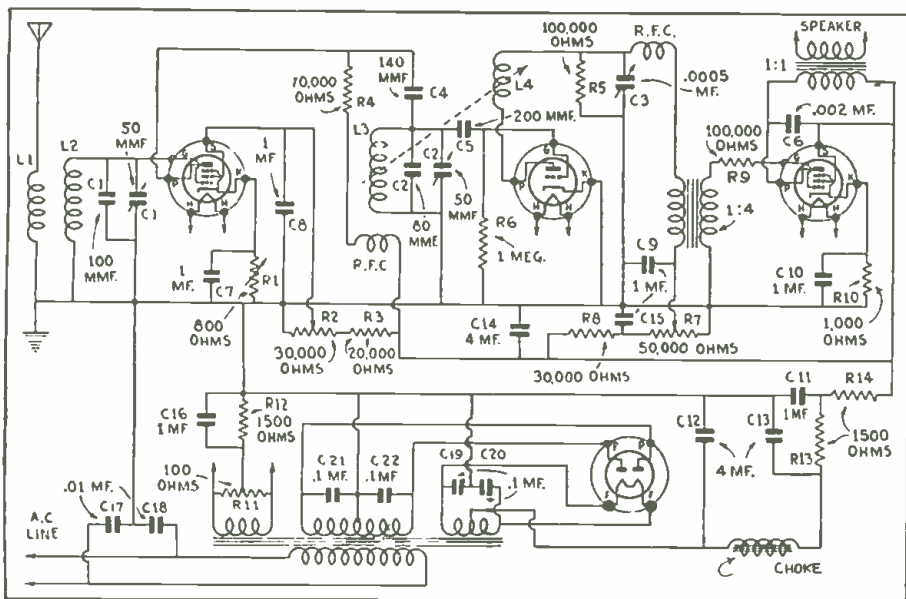 SPEAKER
100,000
OHMS
R.F.C.
1:1
140
MMF.
C4
70,000
OHMS
R4
L4
R5
C3
.0005
MF.
C6
.002 MF.
50
MMF
1
MF
L3
C5
200 MMF.
100,000
OHMS
R9
L1
L2
G
S
P
K
H
H
C2
C2
G
P
K
H
H
G
S
P
K
H
H
C1
C1
C8
80
MMF
50
MMF
R6
1 MEG.
1:4
100
MMF.
1
MF.
C7
R1
R.F.C
C9
1 MF.
C10
1 MF.
R10
800
OHMS
R2
R3
C14
4 MF.
R8
C15
R7
1,000
OHMS
30,000
OHMS
20,000
OHMS
50,000
OHMS
30,000 OHMS
C11
1MF
R14
C16
1 MF
R12
1500
OHMS
C12
C13
1500
OHMS
R13
4 MF.
100
OHMS
R11
C21
.1 MF.
C22
.1 MF.
C19
C20
.1 MF.
P
P
F
F
.01 MF.
C17
C18
A.C
LINE
CHOKE